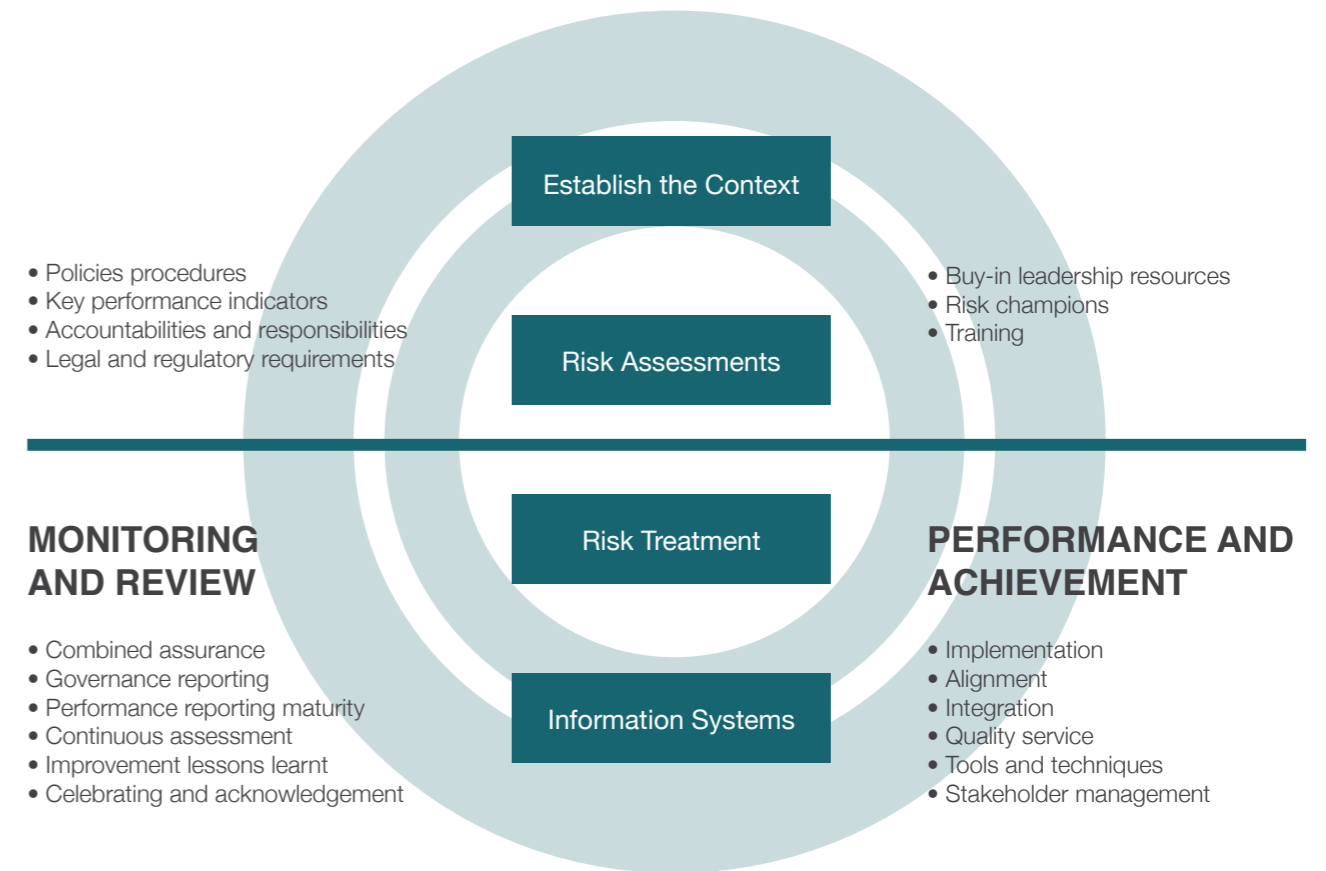 Establish the Context
• Policies procedures
• Key performance indicators
• Accountabilities and responsibilities
• Legal and regulatory requirements
• Buy-in leadership resources
• Risk champions
• Training
Risk Assessments
Risk Treatment
MONITORING
AND REVIEW
• Combined assurance
• Governance reporting
• Performance reporting maturity
• Continuous assessment
• Improvement lessons learnt
• Celebrating and acknowledgement
PERFORMANCE AND
ACHIEVEMENT
• Implementation
• Alignment
• Integration
• Quality service
• Tools and techniques
• Stakeholder management
Information Systems